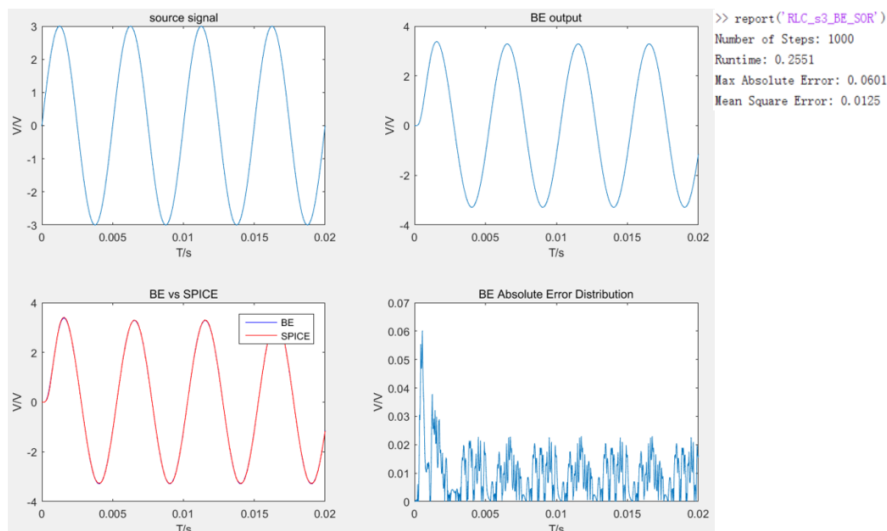 source signal
3
2
1
0
-1
-2
-3
V/V
0
0.005
0.01
0.015
0.02
T/s
BE output
4
2
0
-2
-4
V/V
0
0.005
0.01
0.015
0.02
T/s
>> report('RLC_s3_BE_SOR')
Number of Steps: 1000
Runtime: 0.2551
Max Absolute Error: 0.0601
Mean Square Error: 0.0125
BE vs SPICE
4
2
0
-2
-4
V/V
BE
SPICE
0
0.005
0.01
0.015
0.02
T/s
BE Absolute Error Distribution
0.07
0.06
0.05
0.04
0.03
0.02
0.01
0
V/V
0
0.005
0.01
0.015
0.02
T/s